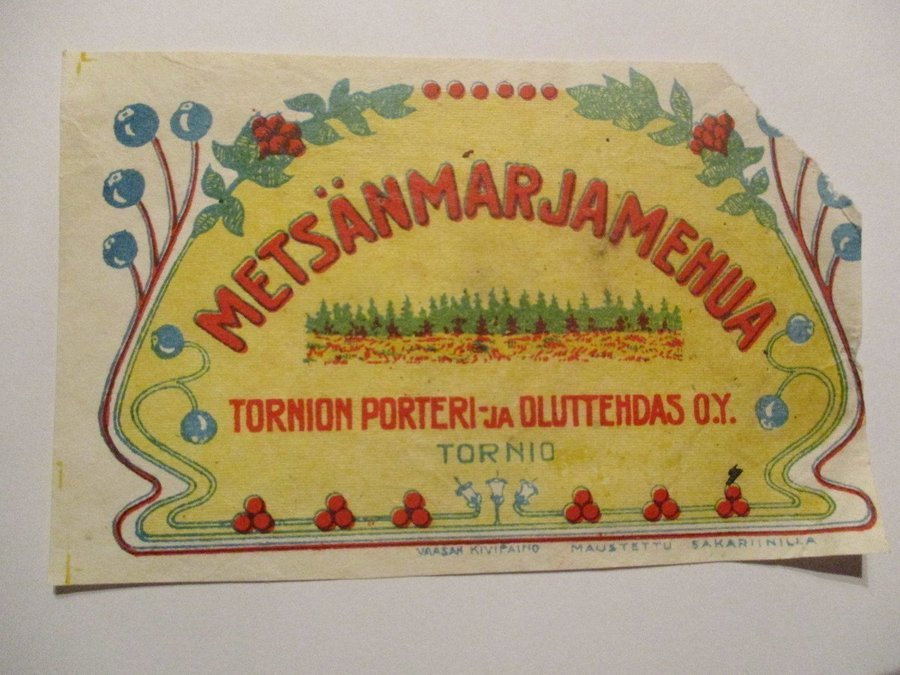 METSÄNMARJAMEHUA
TORNION PORTERI-JA OLUTTEHDAS O.Y.
TORNIO
VAASAN KIVIPAINO MAUSTETTU SAKARIINILLA